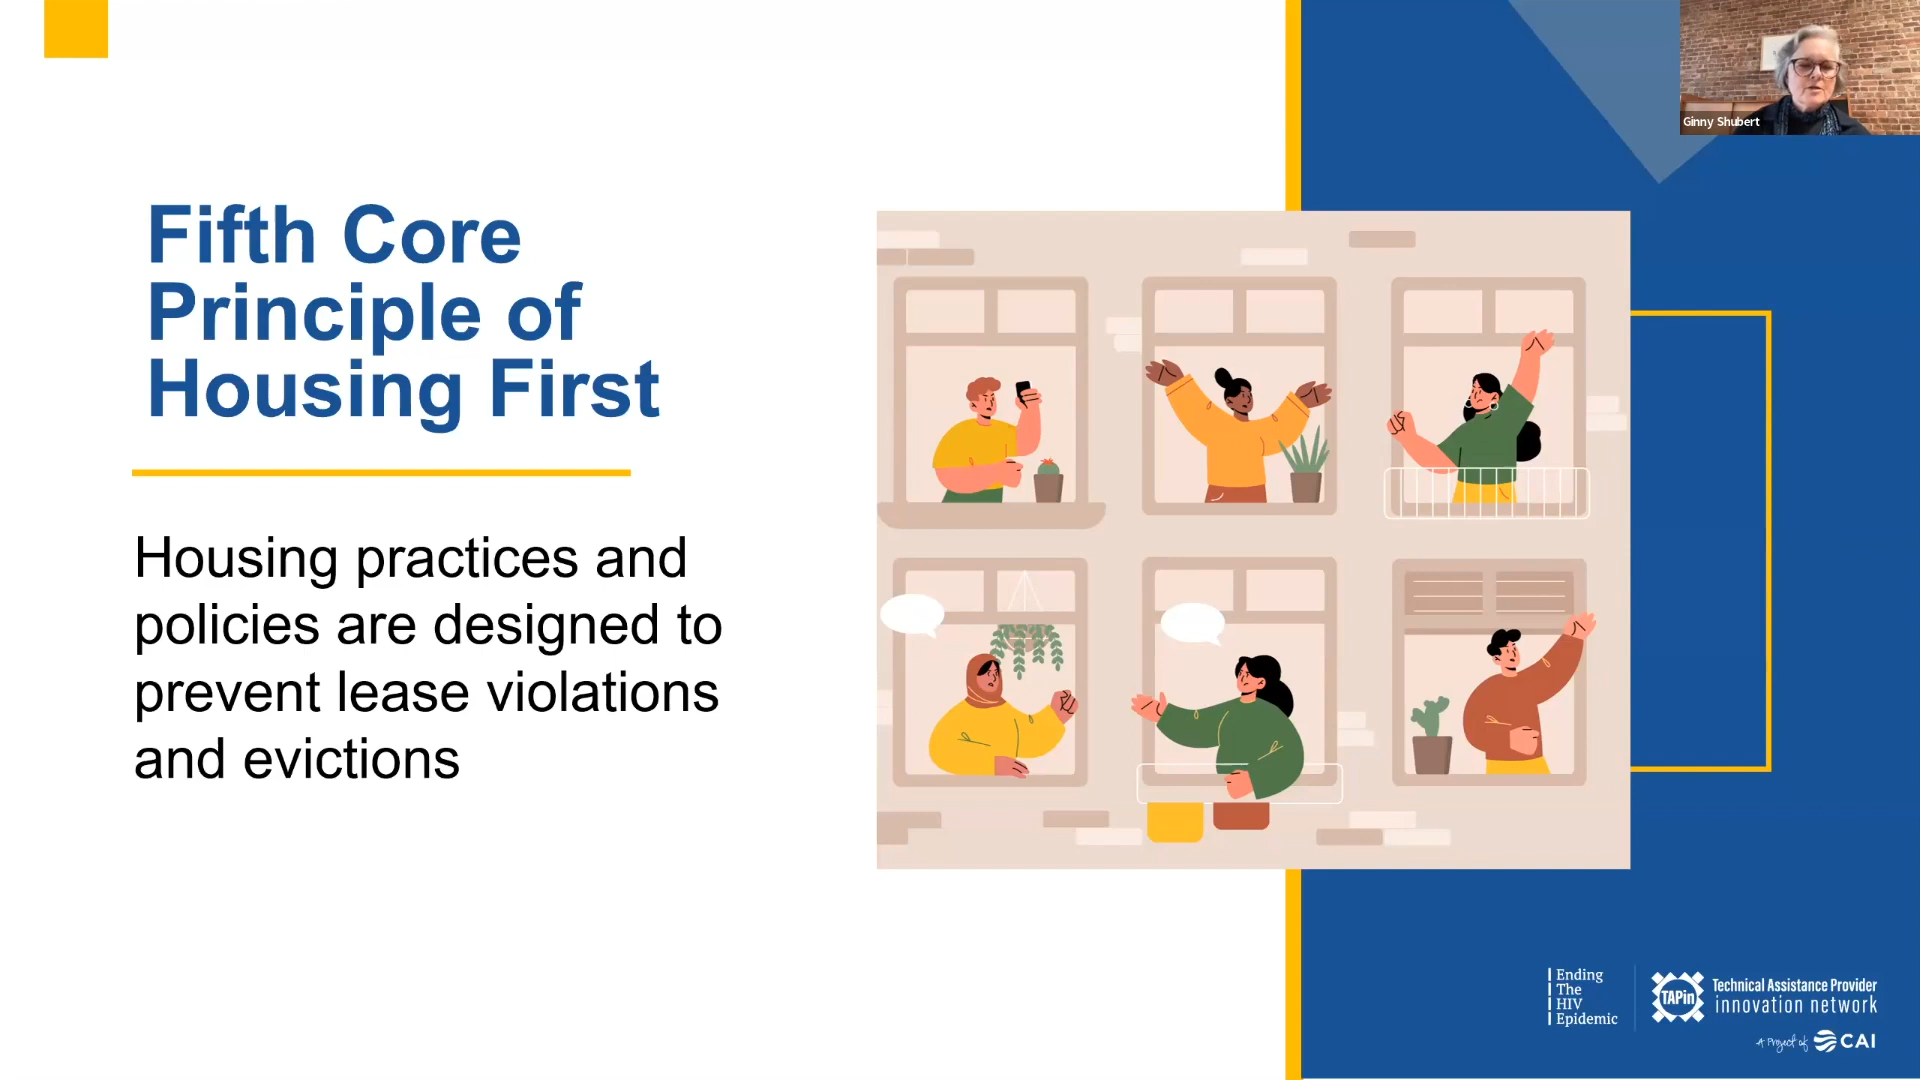 Ginny Shubert
Fifth Core
Principle of
Housing First
Housing practices and
policies are designed to
prevent lease violations
and evictions
Ending
The
HIV
Epidemic
TAPin
Technical Assistance Provider
innovation network
A Project of CAI